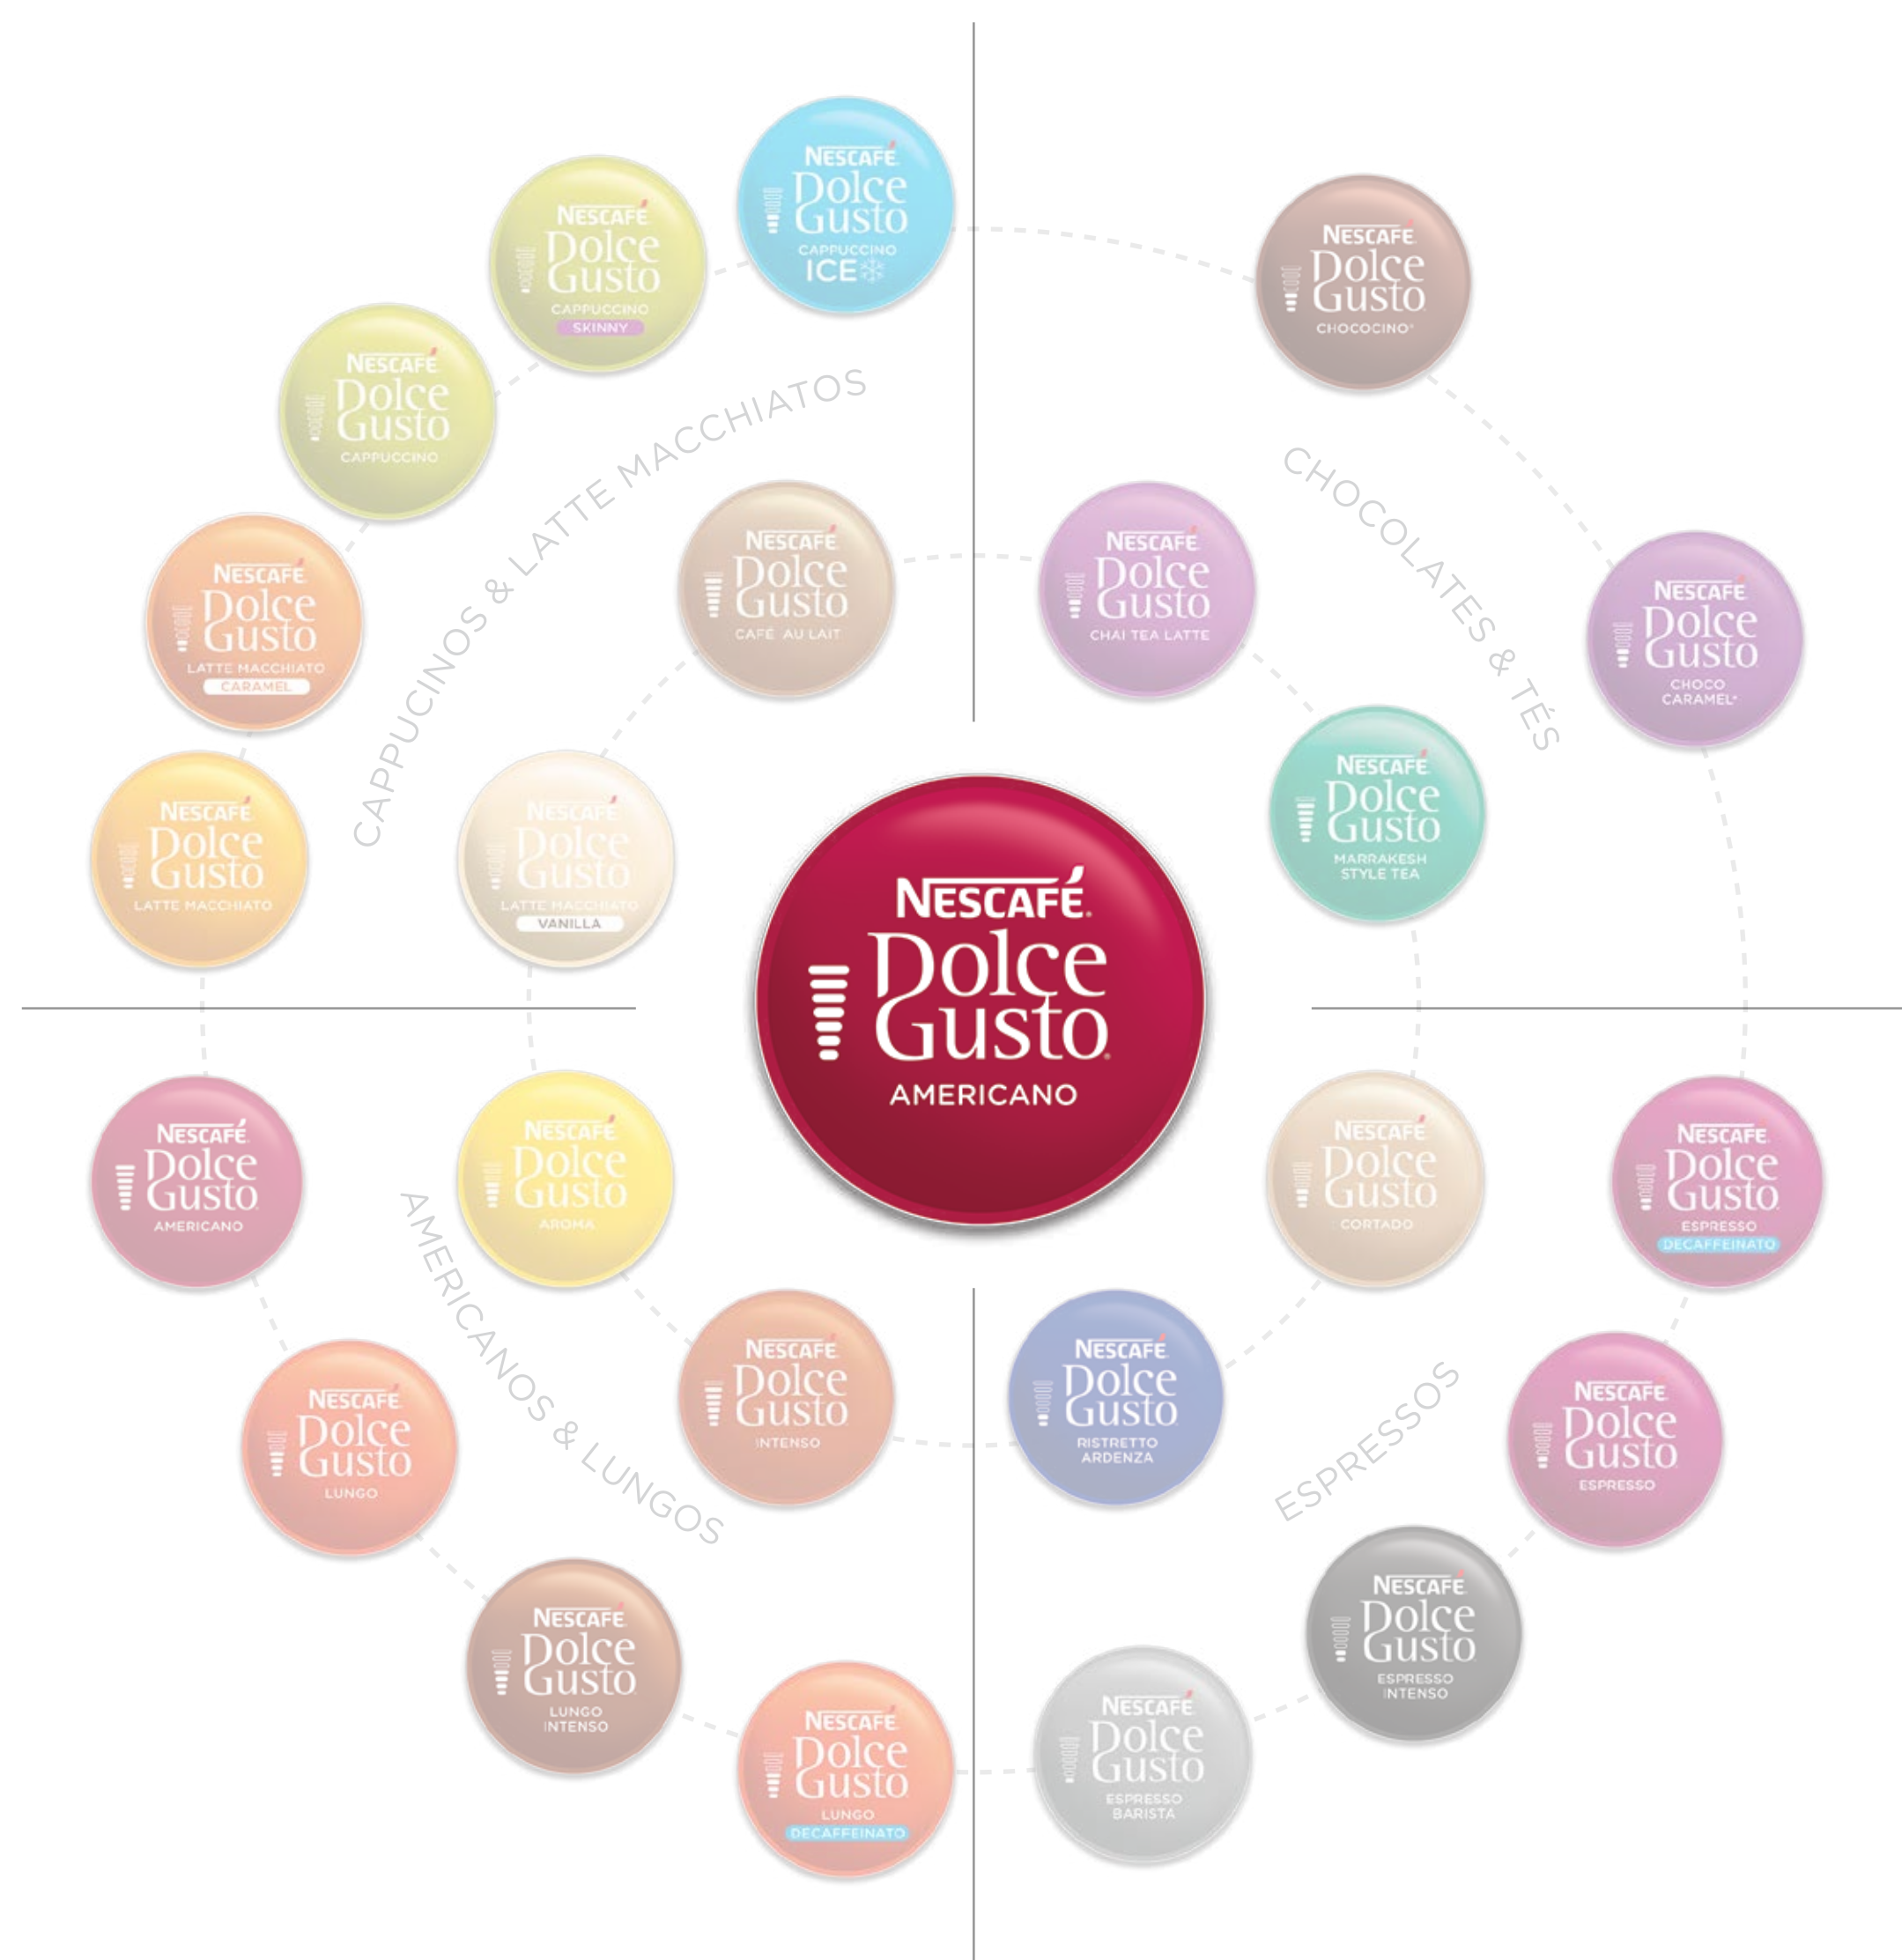 NESCAFÉ
Dolce
Gusto
CAPPUCCINO
ICE
NESCAFÉ
Dolce
Gusto
CAPPUCCINO
SKINNY
NESCAFÉ
Dolce
Gusto
CAPPUCCINO
NESCAFÉ
Dolce
Gusto
LATTE MACCHIATO
CARAMEL
NESCAFÉ
Dolce
Gusto
LATTE MACCHIATO
CAPPUCINOS & LATTE MACCHIATOS
NESCAFÉ
Dolce
Gusto
CAFÉ AU LAIT
NESCAFÉ
Dolce
Gusto
LATTE MACCHIATO
VANILLA
NESCAFÉ
Dolce
Gusto
CHOCOCINO*
CHOCOLATES & TÉS
NESCAFÉ
Dolce
Gusto
CHAI TEA LATTE
NESCAFÉ
Dolce
Gusto
CHOCO
CARAMEL*
NESCAFÉ
Dolce
Gusto
MARRAKESH
STYLE TEA
NESCAFÉ®
Dolce
Gusto®
AMERICANO
NESCAFÉ
Dolce
Gusto
AMERICANO
NESCAFÉ
Dolce
Gusto
AROMA
AMERICANOS & LUNGOS
NESCAFÉ
Dolce
Gusto
INTENSO
NESCAFÉ
Dolce
Gusto
LUNGO
NESCAFÉ
Dolce
Gusto
LUNGO
INTENSO
NESCAFÉ
Dolce
Gusto
LUNGO
DECAFFEINATO
NESCAFÉ
Dolce
Gusto
CORTADO
NESCAFÉ
Dolce
Gusto
ESPRESSO
DECAFFEINATO
NESCAFÉ
Dolce
Gusto
RISTRETTO
ARDENZA
ESPRESSOS
NESCAFÉ
Dolce
Gusto
ESPRESSO
NESCAFÉ
Dolce
Gusto
ESPRESSO
INTENSO
NESCAFÉ
Dolce
Gusto
ESPRESSO
BARISTA